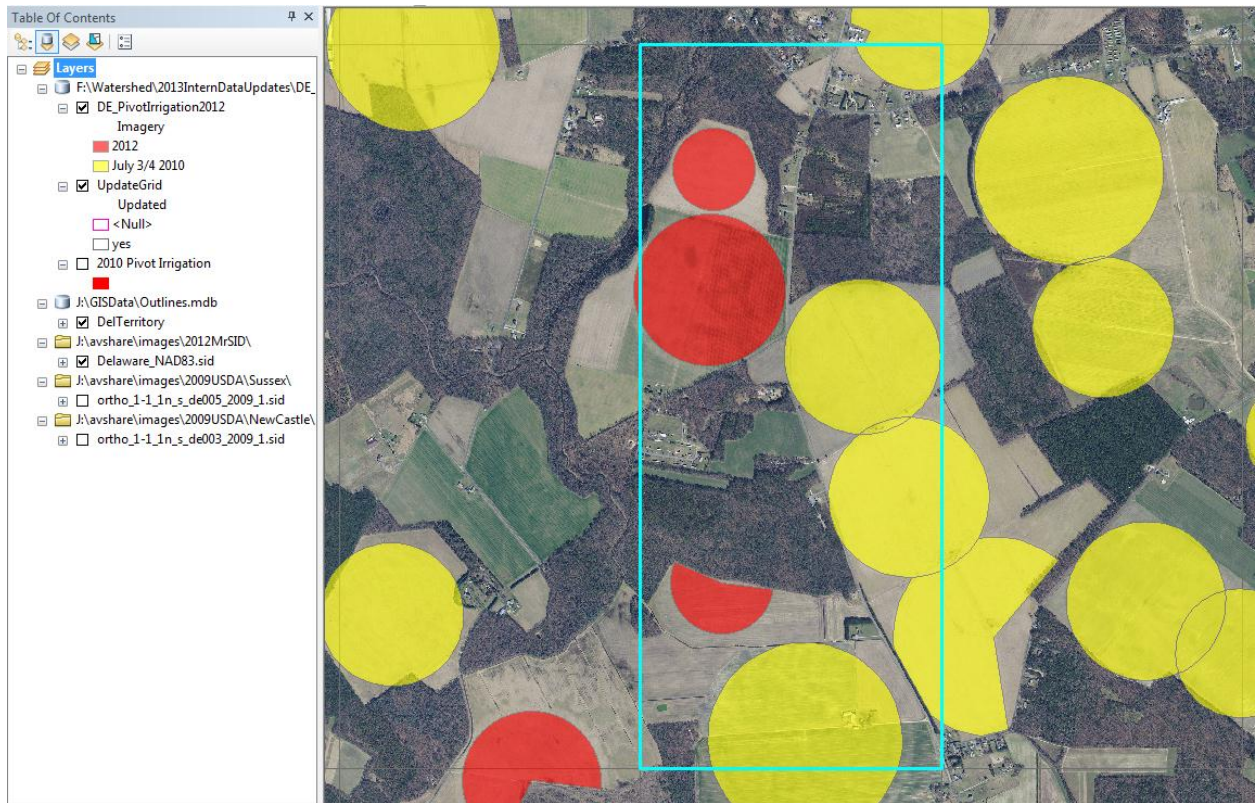 Table Of Contents
Layers
F:\Watershed\2013InternDataUpdates\DE_
DE_PivotIrrigation2012
Imagery
2012
July 3/4 2010
UpdateGrid
Updated
<Null>
yes
2010 Pivot Irrigation
J:\GISData\Outlines.mdb
DelTerritory
J:\avshare\images\2012MrSID\
Delaware_NAD83.sid
J:\avshare\images\2009USDA\Sussex\
ortho_1-1_1n_s_de005_2009_1.sid
J:\avshare\images\2009USDA\NewCastle\
ortho_1-1_1n_s_de003_2009_1.sid